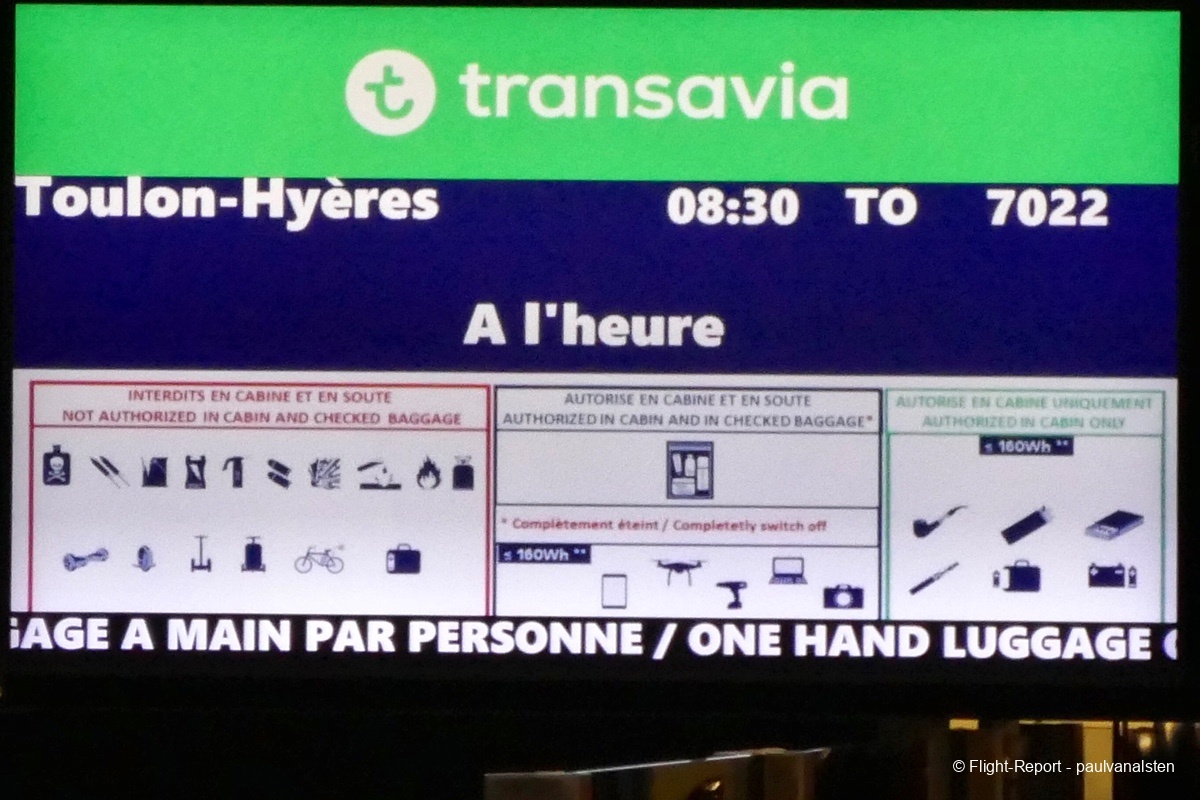 transavia
Toulon-Hyères 08:30 TO 7022
A l'heure
INTERDITS EN CABINE ET EN SOUTE
NOT AUTHORIZED IN CABIN AND CHECKED BAGGAGE
AUTORISE EN CABINE ET EN SOUTE
AUTHORIZED IN CABIN AND IN CHECKED BAGGAGE*
* Complètement éteint / Completetly switch off
≤ 160Wh **
AUTORISE EN CABINE UNIQUEMENT
AUTHORIZED IN CABIN ONLY
≤ 160Wh **
GAGE A MAIN PAR PERSONNE / ONE HAND LUGGAGE
© Flight-Report - paulvanalsten